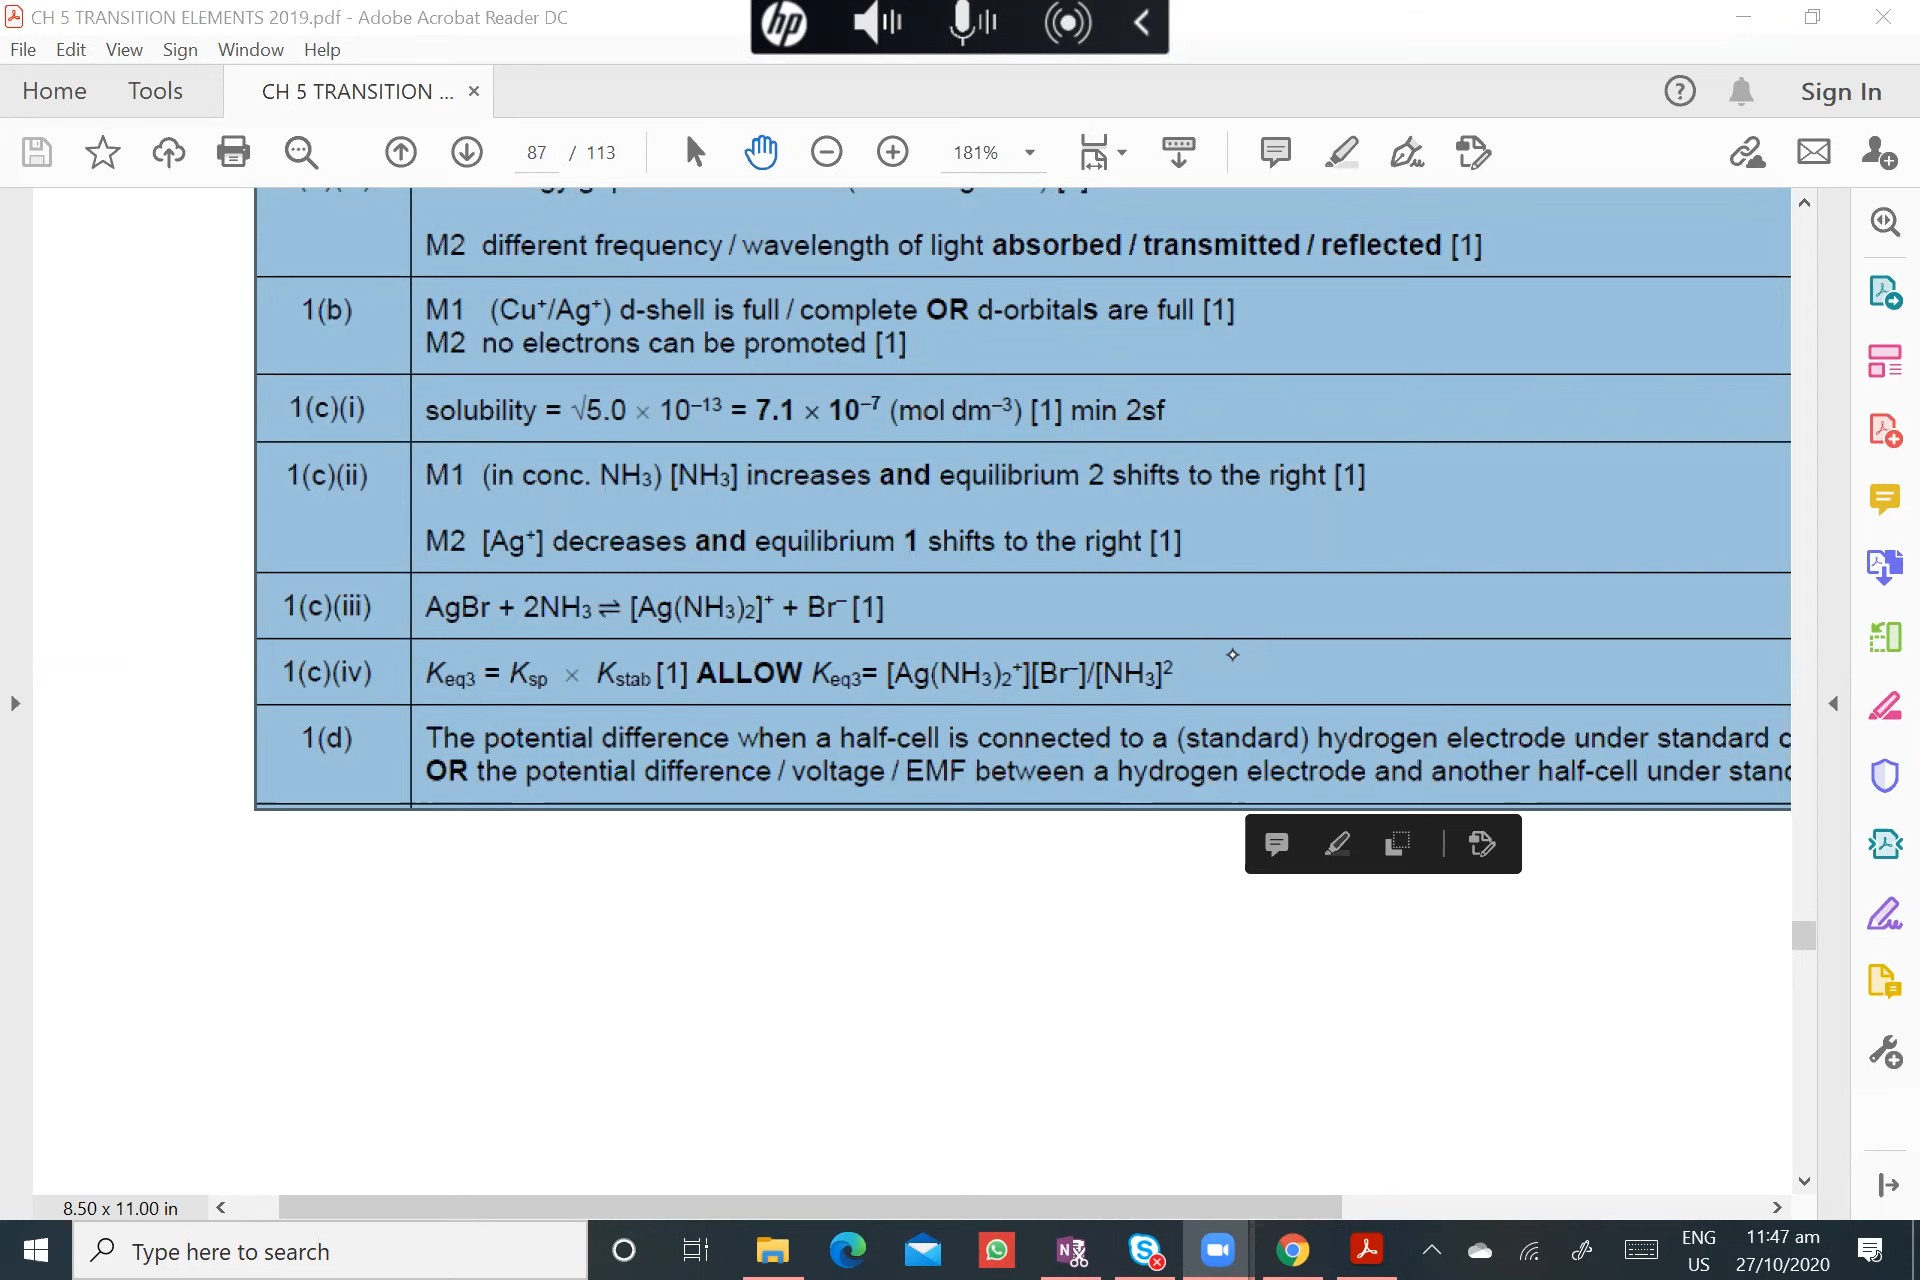 CH 5 TRANSITION ELEMENTS 2019.pdf - Adobe Acrobat Reader DC
hp
File Edit View Sign Window Help
Home Tools CH 5 TRANSITION ... × Sign In
87 / 113 181%
M2 different frequency / wavelength of light absorbed / transmitted / reflected [1]
1(b) M1 (Cu⁺/Ag⁺) d-shell is full / complete OR d-orbitals are full [1]
M2 no electrons can be promoted [1]
1(c)(i) solubility = √5.0 × 10⁻¹³ = 7.1 × 10⁻⁷ (mol dm⁻³) [1] min 2sf
1(c)(ii) M1 (in conc. NH₃) [NH₃] increases and equilibrium 2 shifts to the right [1]
M2 [Ag⁺] decreases and equilibrium 1 shifts to the right [1]
1(c)(iii) AgBr + 2NH₃ ⇌ [Ag(NH₃)₂]⁺ + Br⁻ [1]
1(c)(iv) Keq3 = Ksp × Kstab [1] ALLOW Keq3= [Ag(NH₃)₂⁺][Br⁻]/[NH₃]²
1(d) The potential difference when a half-cell is connected to a (standard) hydrogen electrode under standard c
OR the potential difference / voltage / EMF between a hydrogen electrode and another half-cell under stand
8.50 x 11.00 in
Type here to search
ENG 11:47 am
US 27/10/2020